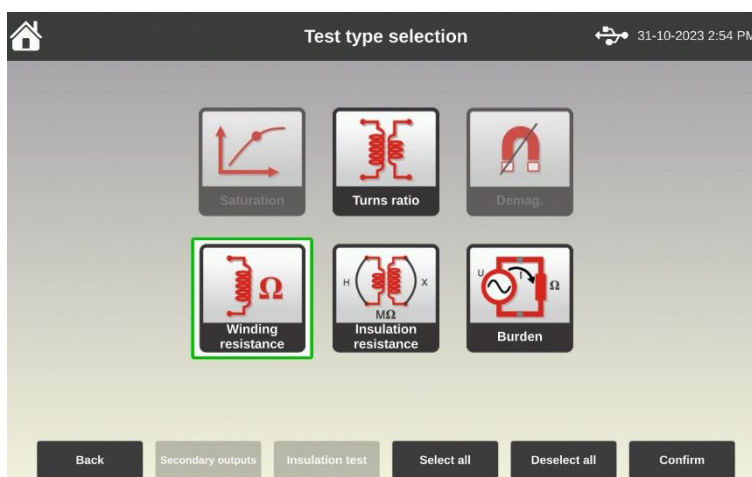 Test type selection
31-10-2023 2:54 PM
Saturation
Turns ratio
Demag.
Ω
Winding
resistance
H
X
MΩ
Insulation
resistance
U
I
Ω
Burden
Back
Secondary outputs
Insulation test
Select all
Deselect all
Confirm